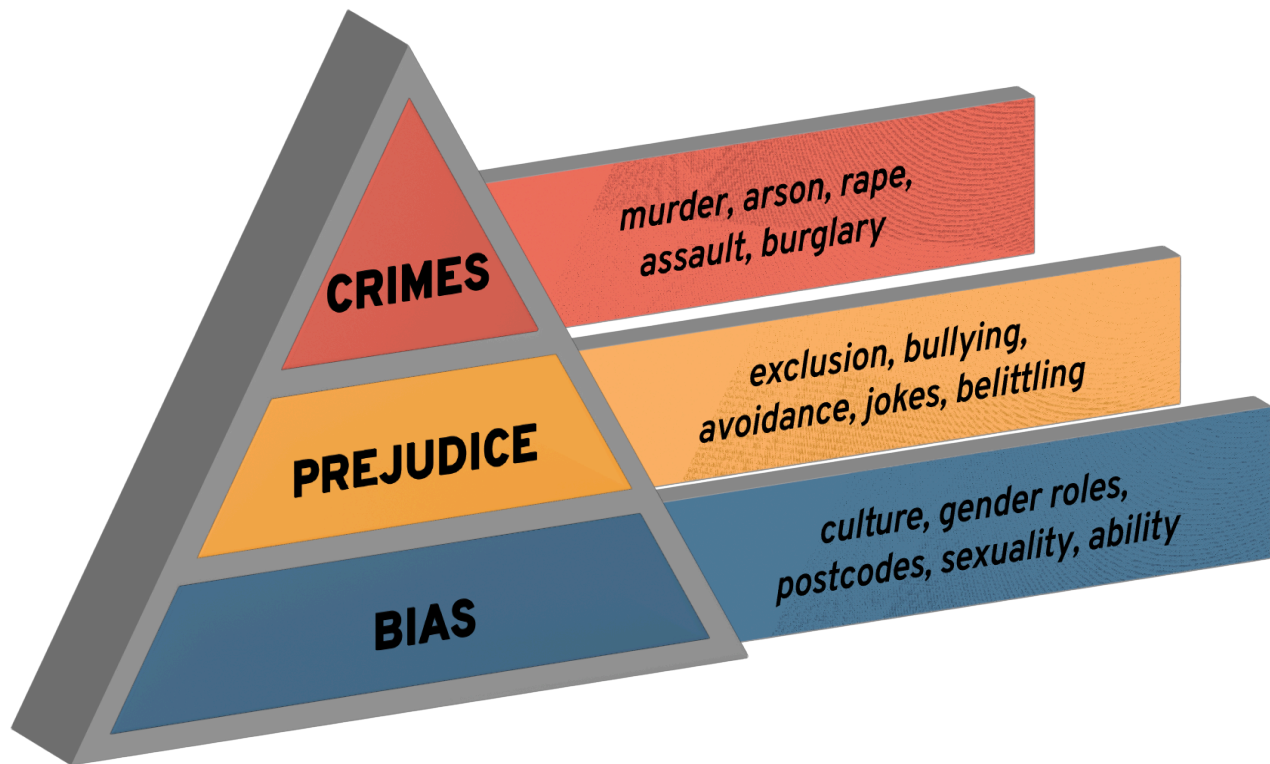 CRIMES
murder, arson, rape,
assault, burglary
PREJUDICE
exclusion, bullying,
avoidance, jokes, belittling
BIAS
culture, gender roles,
postcodes, sexuality, ability